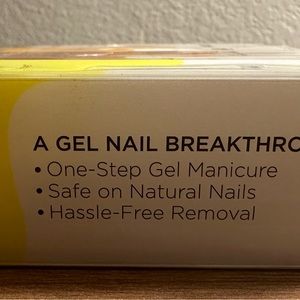 A GEL NAIL BREAKTHRO
• One-Step Gel Manicure
• Safe on Natural Nails
• Hassle-Free Removal